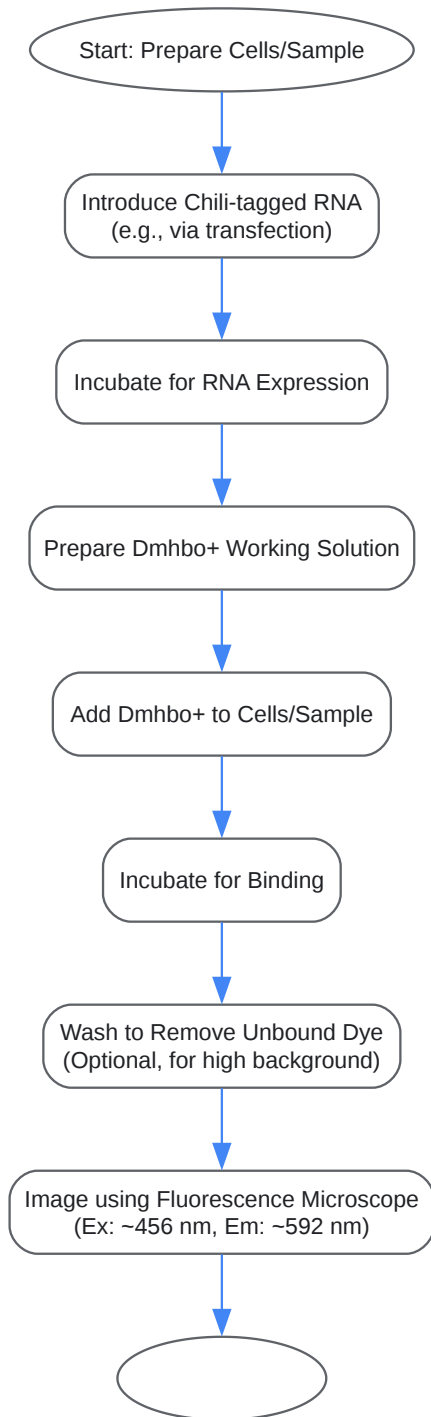 Start: Prepare Cells/Sample
Introduce Chili-tagged RNA
(e.g., via transfection)
Incubate for RNA Expression
Prepare Dmhbo+ Working Solution
Add Dmhbo+ to Cells/Sample
Incubate for Binding
Wash to Remove Unbound Dye
(Optional, for high background)
Image using Fluorescence Microscope
(Ex: ~456 nm, Em: ~592 nm)